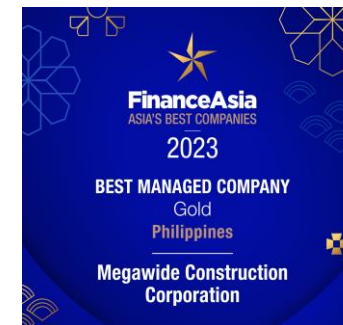 FinanceAsia
ASIA'S BEST COMPANIES
2023
BEST MANAGED COMPANY
Gold
Philippines
Megawide Construction
Corporation